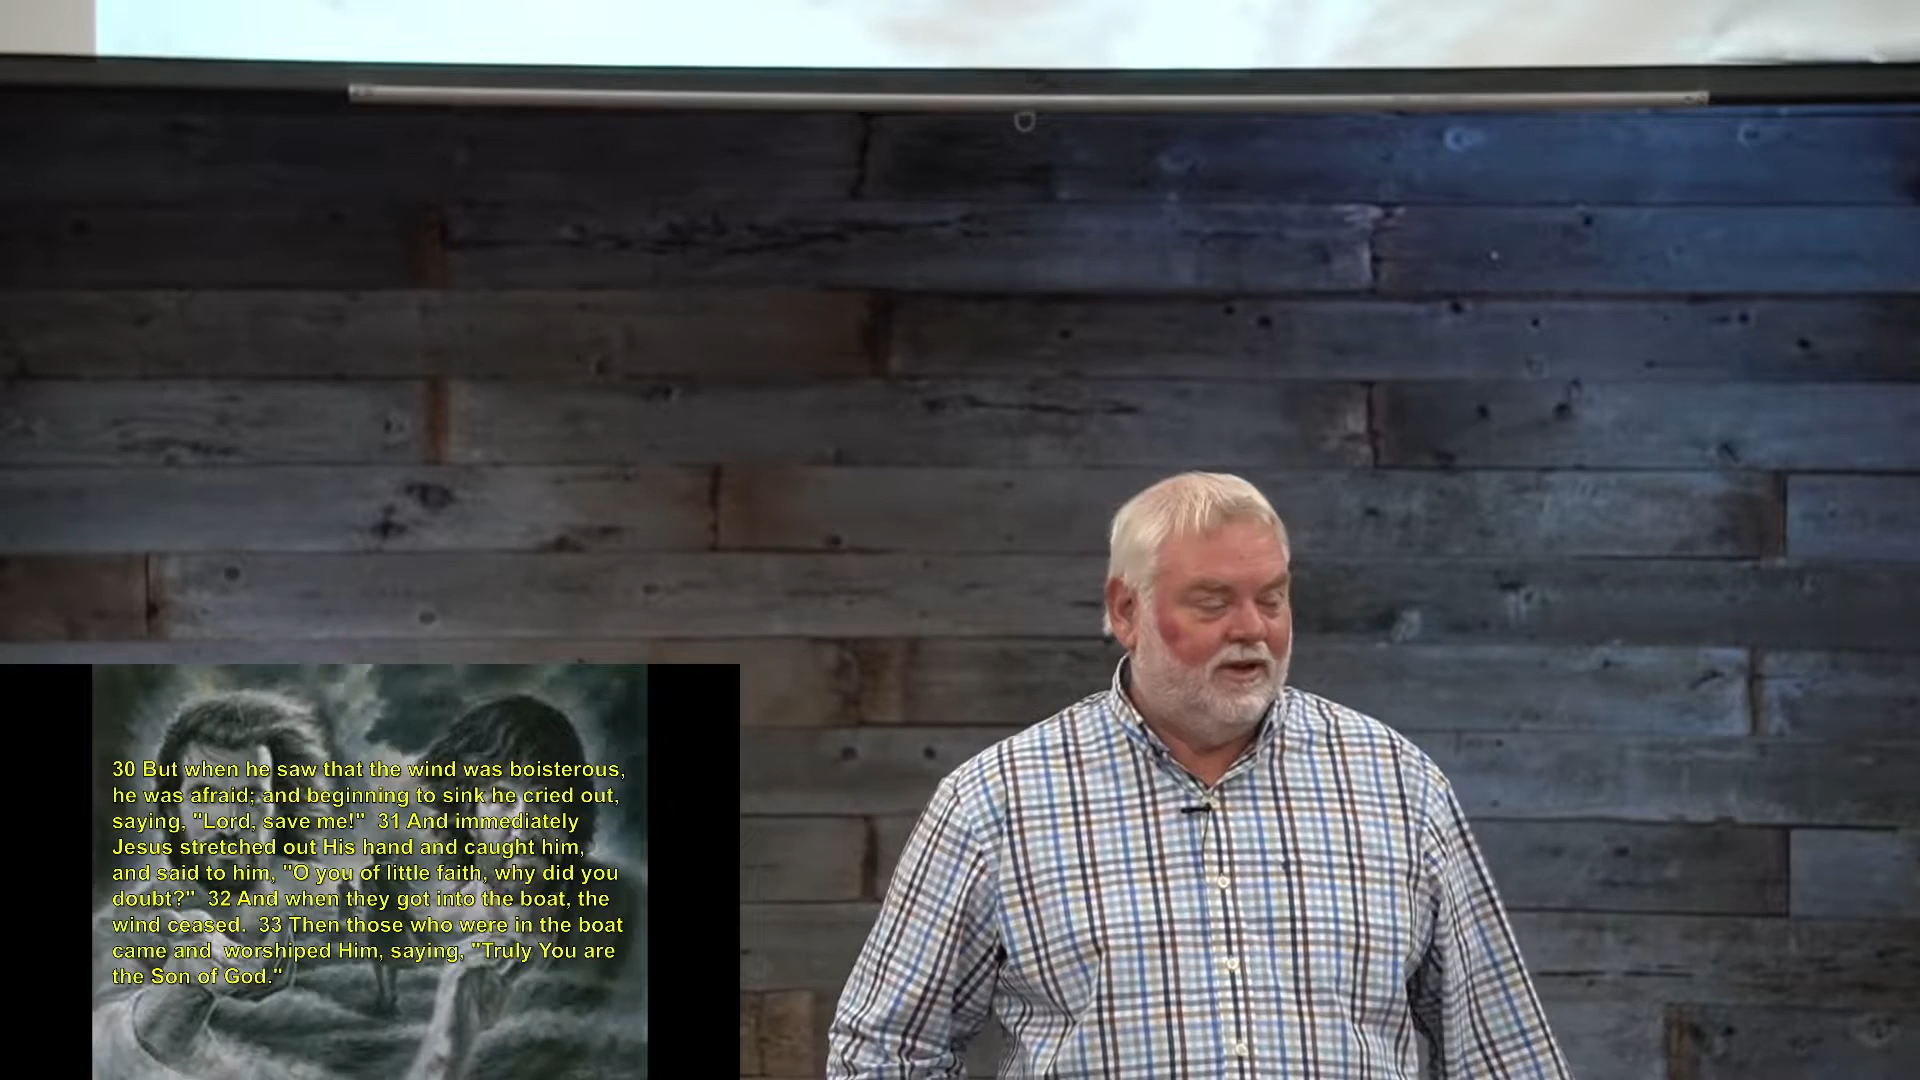 30 But when he saw that the wind was boisterous,
he was afraid; and beginning to sink he cried out,
saying, "Lord, save me!"  31 And immediately
Jesus stretched out His hand and caught him,
and said to him, "O you of little faith, why did you
doubt?"  32 And when they got into the boat, the
wind ceased.  33 Then those who were in the boat
came and  worshiped Him, saying, "Truly You are
the Son of God."